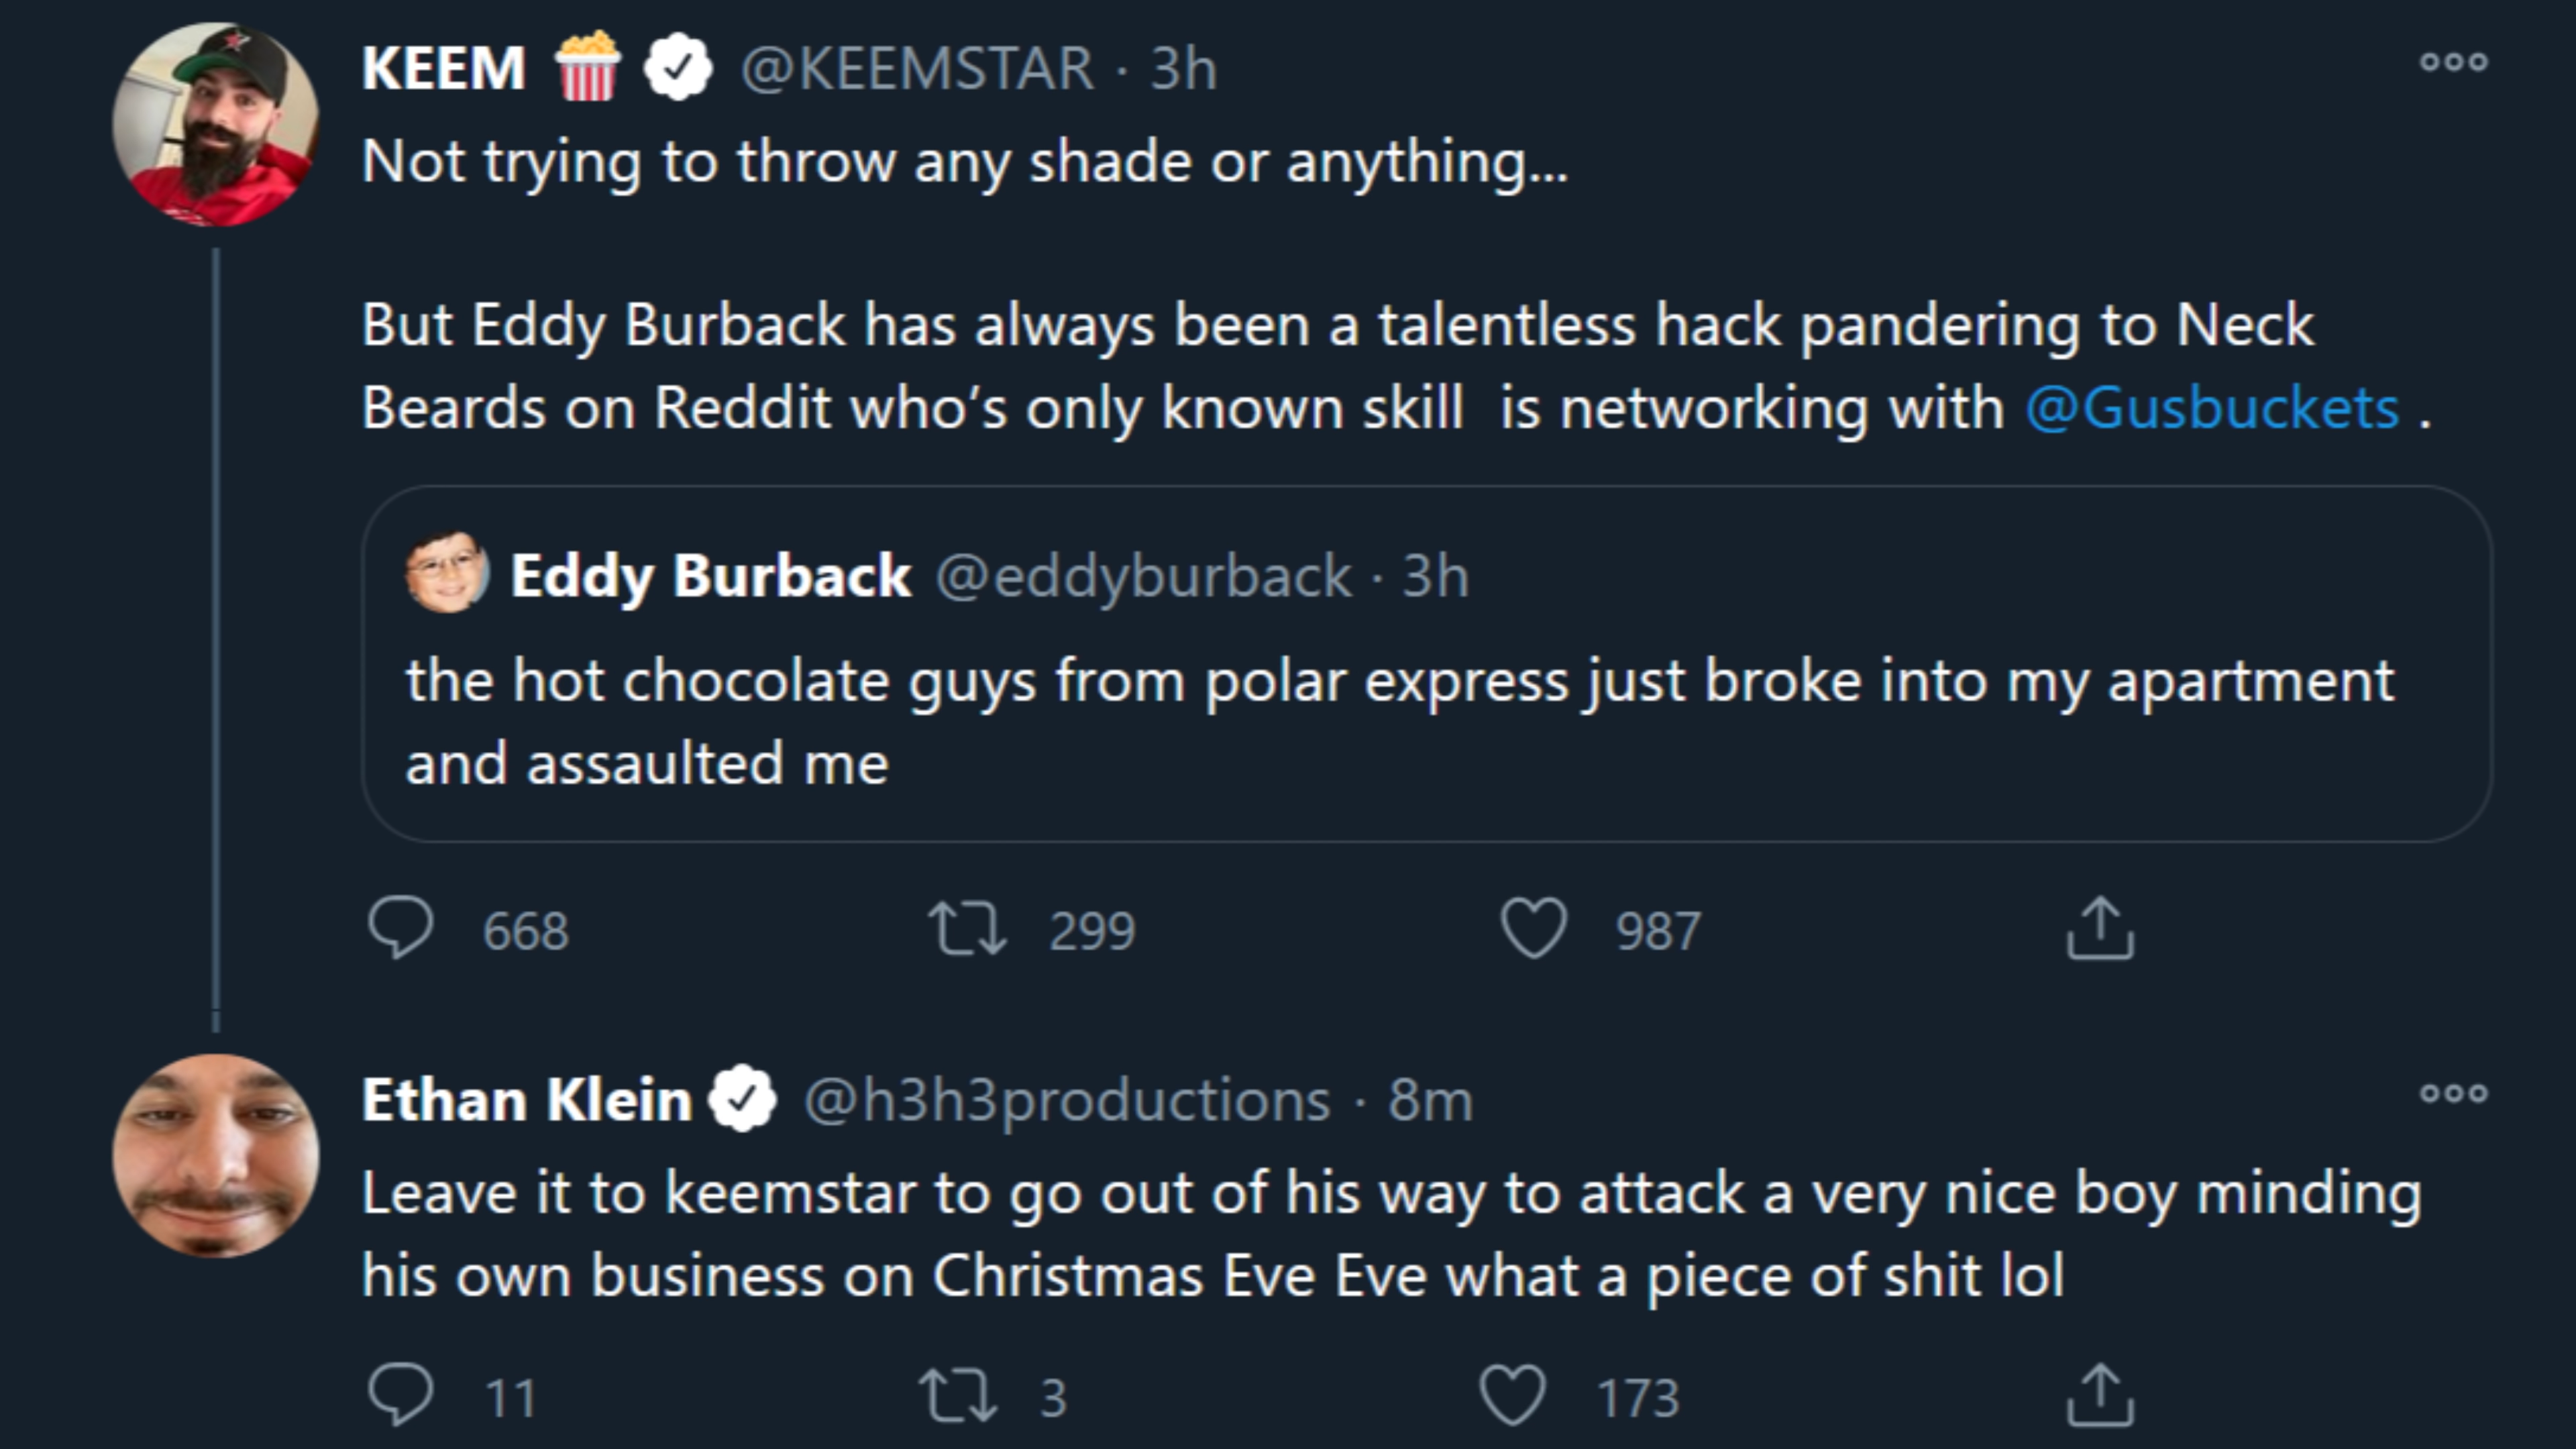 KEEM 🍿 @KEEMSTAR · 3h
Not trying to throw any shade or anything...
But Eddy Burback has always been a talentless hack pandering to Neck
Beards on Reddit who’s only known skill  is networking with @Gusbuckets .
Eddy Burback @eddyburback · 3h
the hot chocolate guys from polar express just broke into my apartment
and assaulted me
668 299 987
Ethan Klein @h3h3productions · 8m
Leave it to keemstar to go out of his way to attack a very nice boy minding
his own business on Christmas Eve Eve what a piece of shit lol
11 3 173